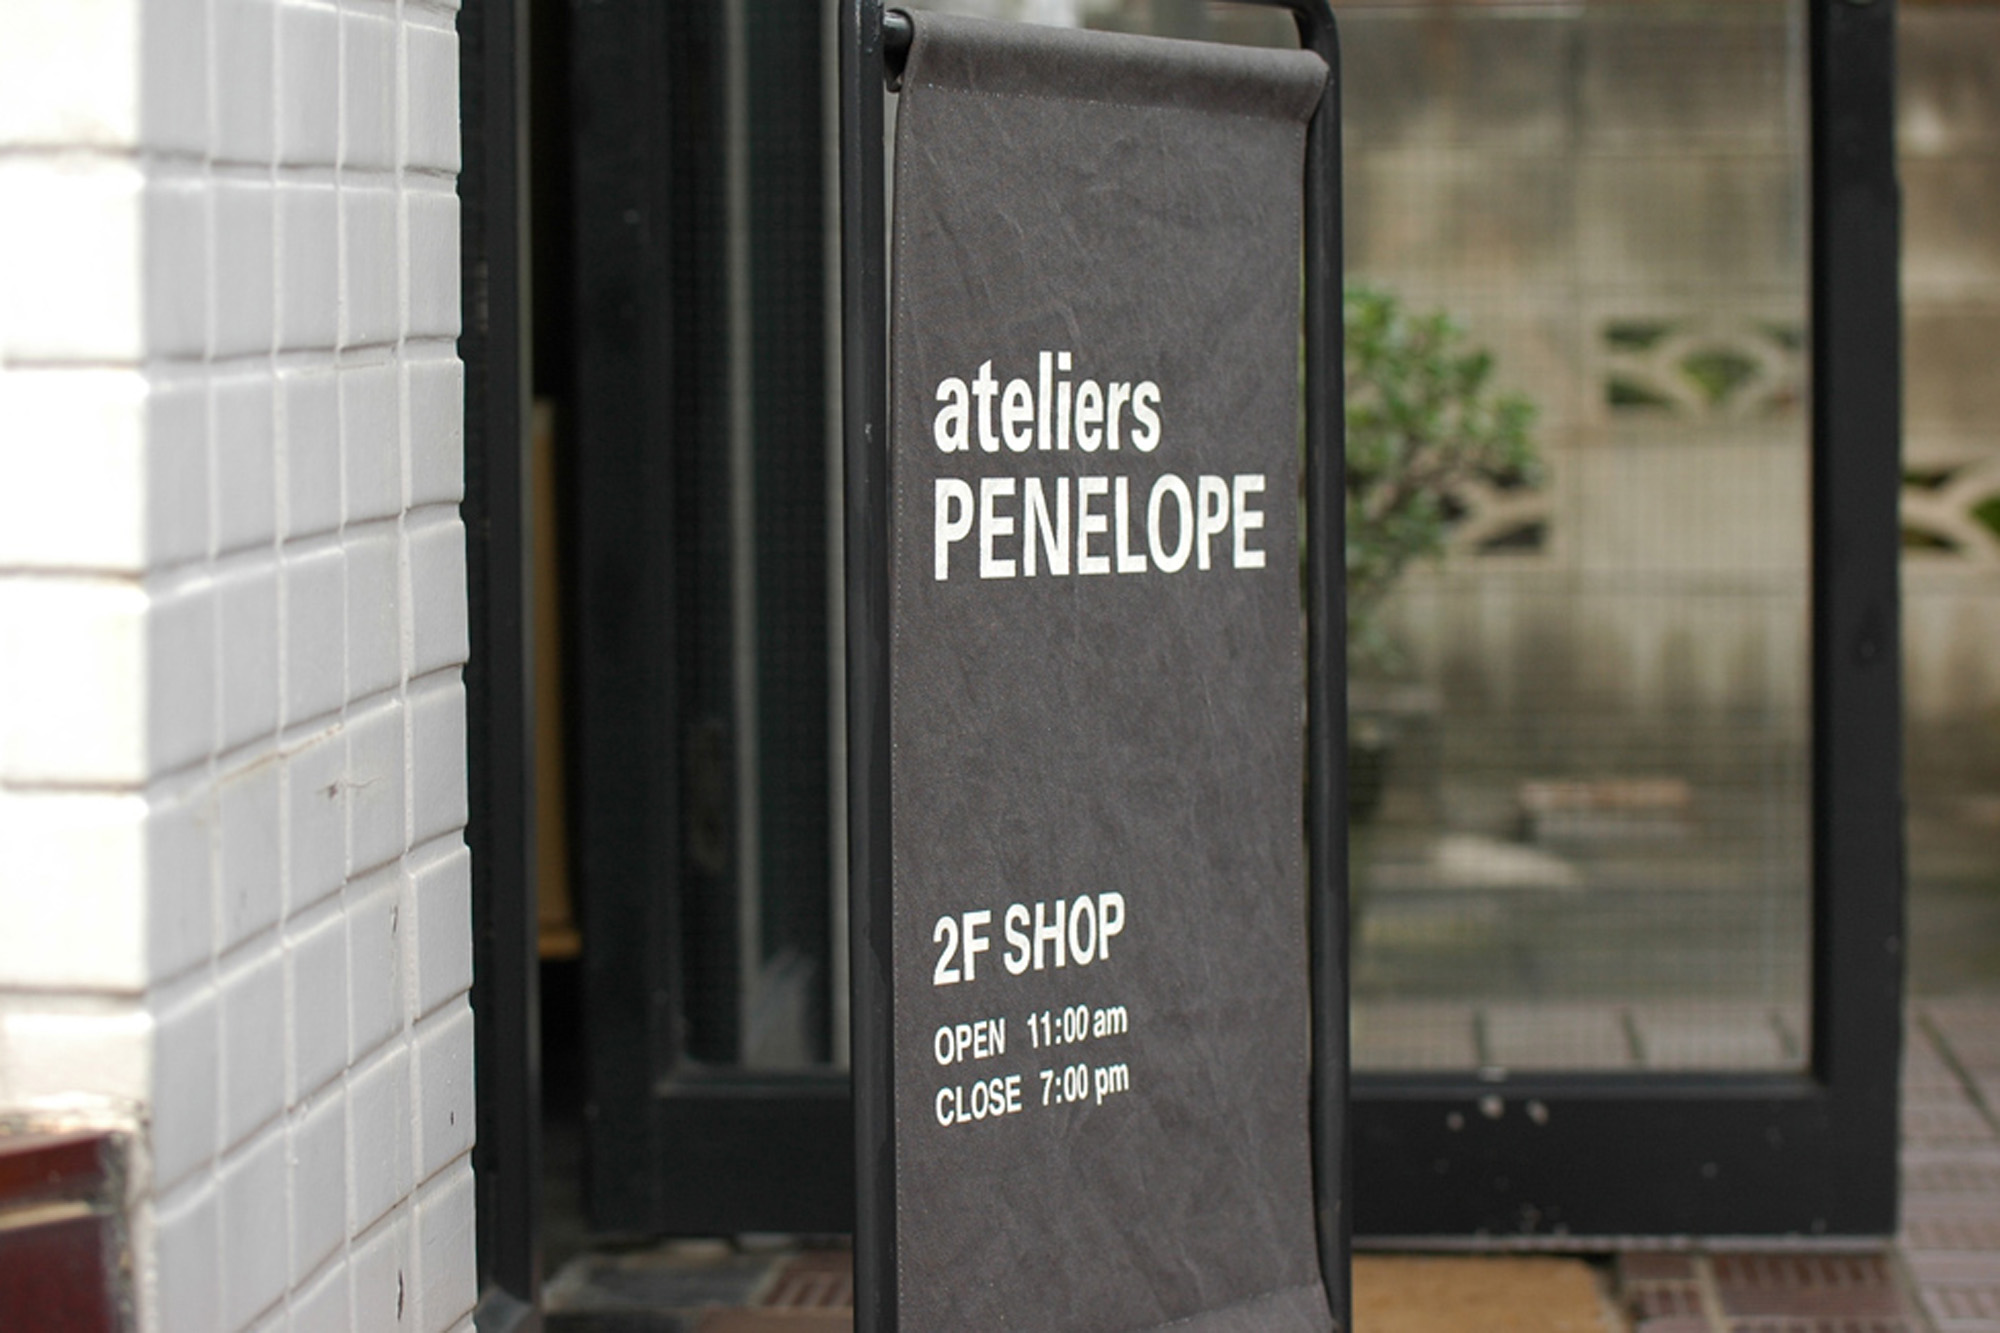 ateliers
PENELOPE
2F SHOP
OPEN 11:00 am
CLOSE 7:00 pm